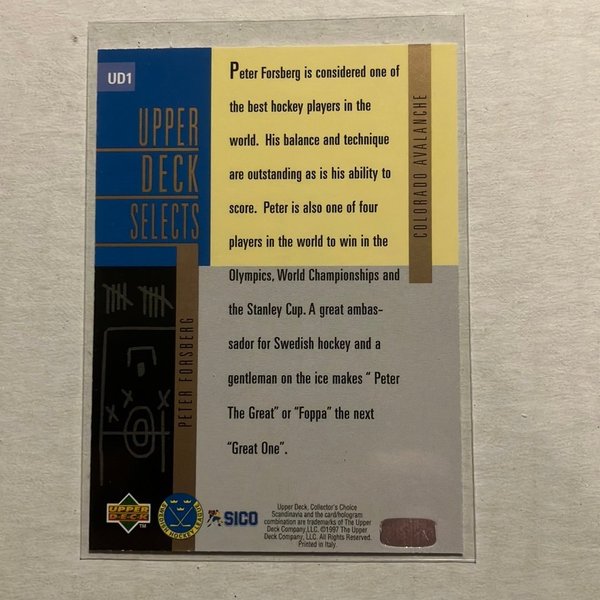 UD1
UPPER
DECK
SELECTS
PETER FORSBERG
COLORADO AVALANCHE
Peter Forsberg is considered one of
the best hockey players in the
world. His balance and technique
are outstanding as is his ability to
score. Peter is also one of four
players in the world to win in the
Olympics, World Championships and
the Stanley Cup. A great ambas-
sador for Swedish hockey and a
gentleman on the ice makes “ Peter
The Great” or “Foppa” the next
“Great One”.
UPPER
DECK
SWEDISH HOCKEY LEAGUE
SICO
Upper Deck, Collector's Choice
Scandinavia and the card/hologram
combination are trademarks of The Upper
Deck Company,LLC. ©1997 The Upper
Deck Company, LLC. All Rights Reserved.
Printed in Italy.